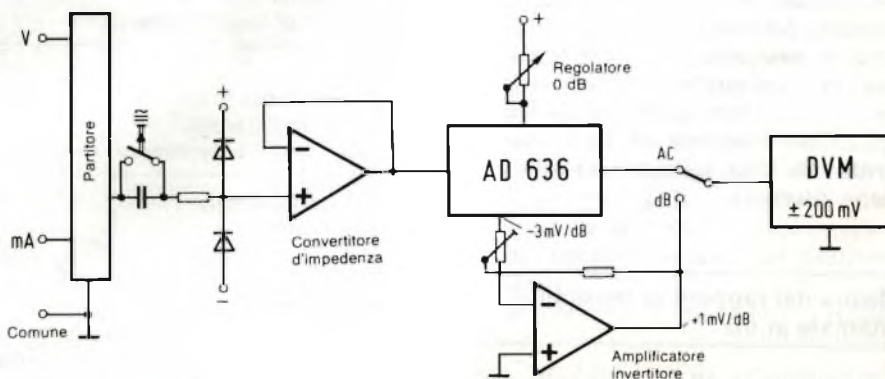 V
mA
Comune
Partitore
+
−
−
+
Convertitore
d'impedenza
+
Regolatore
0 dB
AD 636
−3mV/dB
−
+
Amplificatore
invertitore
+1mV/dB
AC
dB
DVM
±200 mV